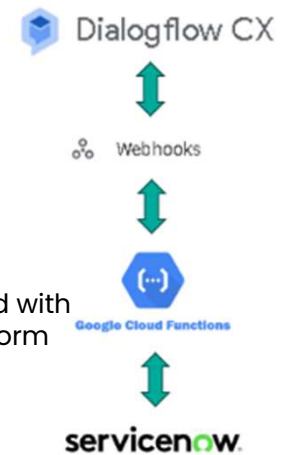 Dialogflow CX
Webhooks
d with
orm
Google Cloud Functions
servicenow.